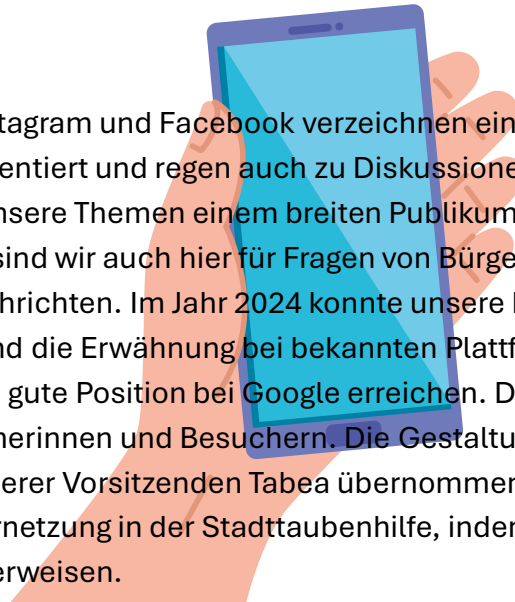 tagram und Facebook verzeichnen ein
entiert und regen auch zu Diskussione
nsere Themen einem breiten Publikum
sind wir auch hier für Fragen von Bürge
hrichten. Im Jahr 2024 konnte unsere
nd die Erwähnung bei bekannten Plattf
gute Position bei Google erreichen. D
nerinnen und Besuchern. Die Gestaltu
erer Vorsitzenden Tabea übernommen
rnetzung in der Stadttaubenhilfe, inde
erweisen.